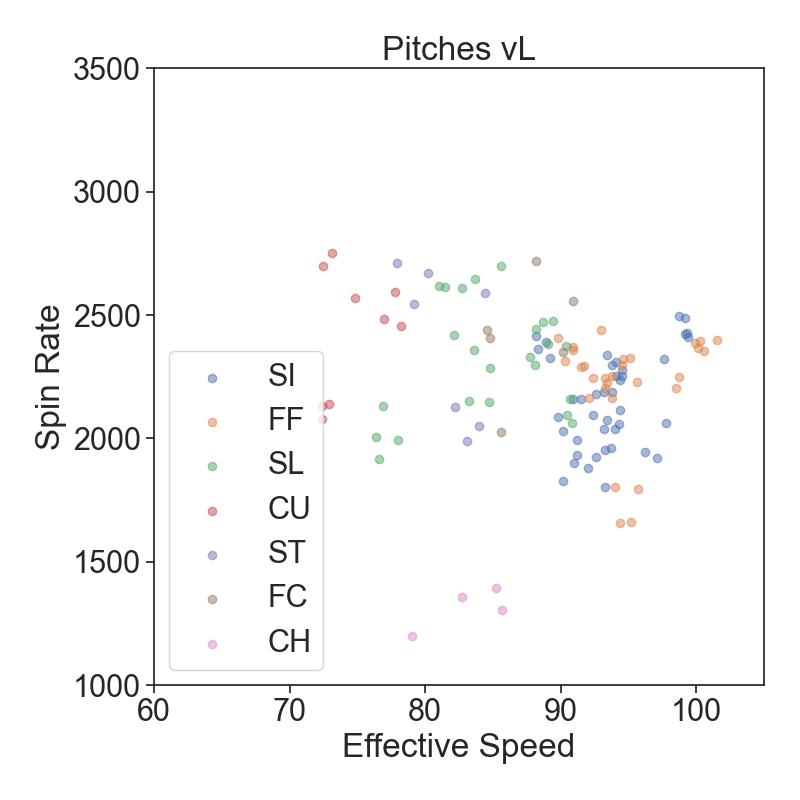 Pitches vL
3500
3000
2500
2000
1500
1000
Spin Rate
SI
FF
SL
CU
ST
FC
CH
60 70 80 90 100
Effective Speed